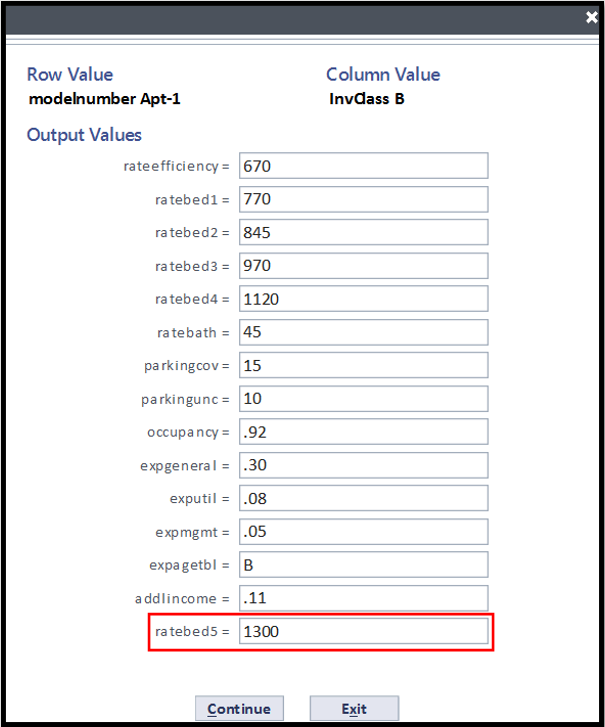 Row Value Column Value
modelnumber Apt-1 InvClass B
Output Values
rateefficiency = 670
ratebed1 = 770
ratebed2 = 845
ratebed3 = 970
ratebed4 = 1120
ratebath = 45
parkingcov = 15
parkingunc = 10
occupancy = .92
expgeneral = .30
exputil = .08
expmgmt = .05
expagetbl = B
addlincome = .11
ratebed5 = 1300
Continue Exit